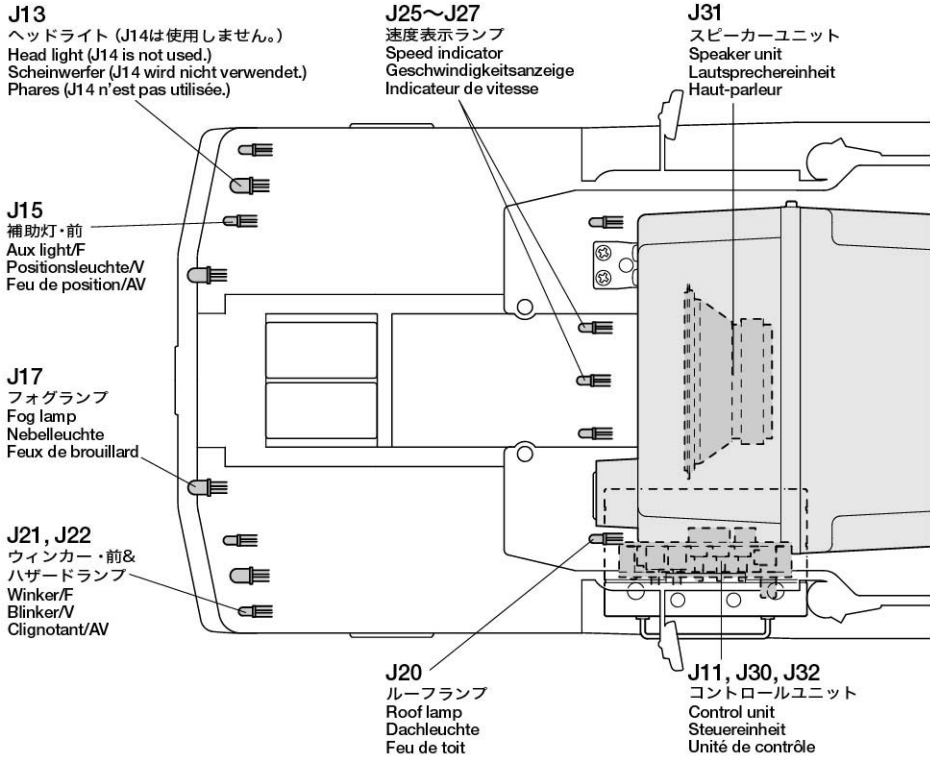 J13
ヘッドライト (J14は使用しません。)
Head light (J14 is not used.)
Scheinwerfer (J14 wird nicht verwendet.)
Phares (J14 n'est pas utilisée.)
J25～J27
速度表示ランプ
Speed indicator
Geschwindigkeitsanzeige
Indicateur de vitesse
J31
スピーカーユニット
Speaker unit
Lautsprechereinheit
Haut-parleur
J15
補助灯・前
Aux light/F
Positionsleuchte/V
Feu de position/AV
J17
フォグランプ
Fog lamp
Nebelleuchte
Feux de brouillard
J21, J22
ウィンカー・前&
ハザードランプ
Winker/F
Blinker/V
Clignotant/AV
J20
ルーフランプ
Roof lamp
Dachleuchte
Feu de toit
J11, J30, J32
コントロールユニット
Control unit
Steuereinheit
Unité de contrôle